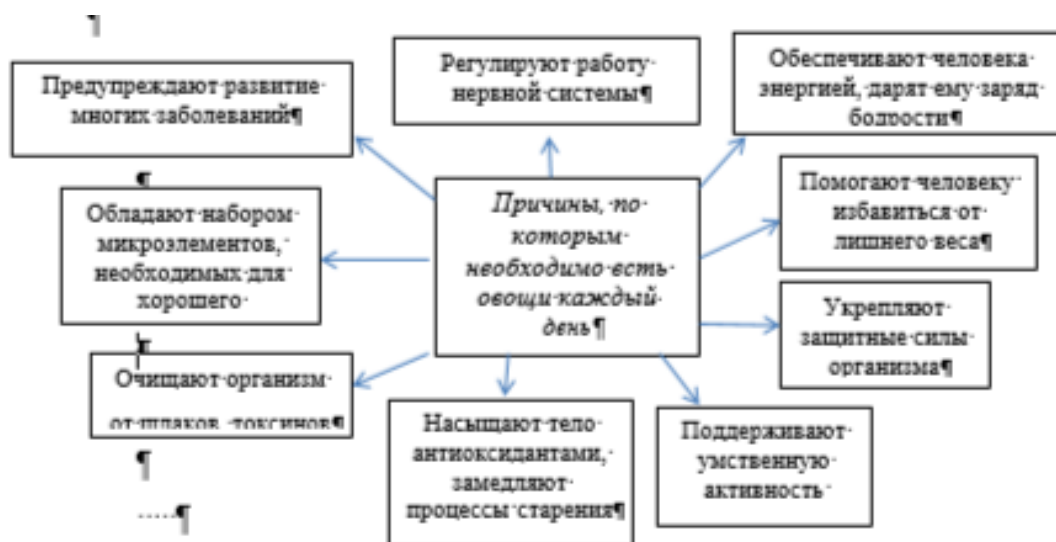 Предупреждают развитие
многих заболеваний¶
Регулируют работу
нервной системы¶
Обеспечивают человека
энергией, дарят ему заряд
бодрости¶
Обладают набором
микроэлементов,
необходимых для
хорошего
Причины, по
которым
необходимо есть
овощи каждый
день¶
Помогают человеку
избавиться от
лишнего веса¶
Укрепляют
защитные силы
организма¶
Очищают организм
от шлаков, токсинов¶
Насыщают тело
антиоксидантами,
замедляют
процессы старения¶
Поддерживают
умственную
активность
.....¶